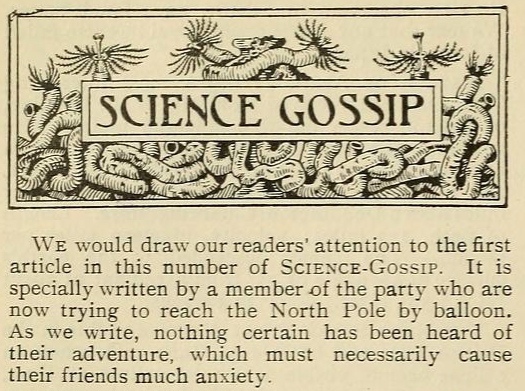 SCIENCE GOSSIP
WE would draw our readers' attention to the first
article in this number of SCIENCE-GOSSIP. It is
specially written by a member of the party who are
now trying to reach the North Pole by balloon.
As we write, nothing certain has been heard of
their adventure, which must necessarily cause
their friends much anxiety.